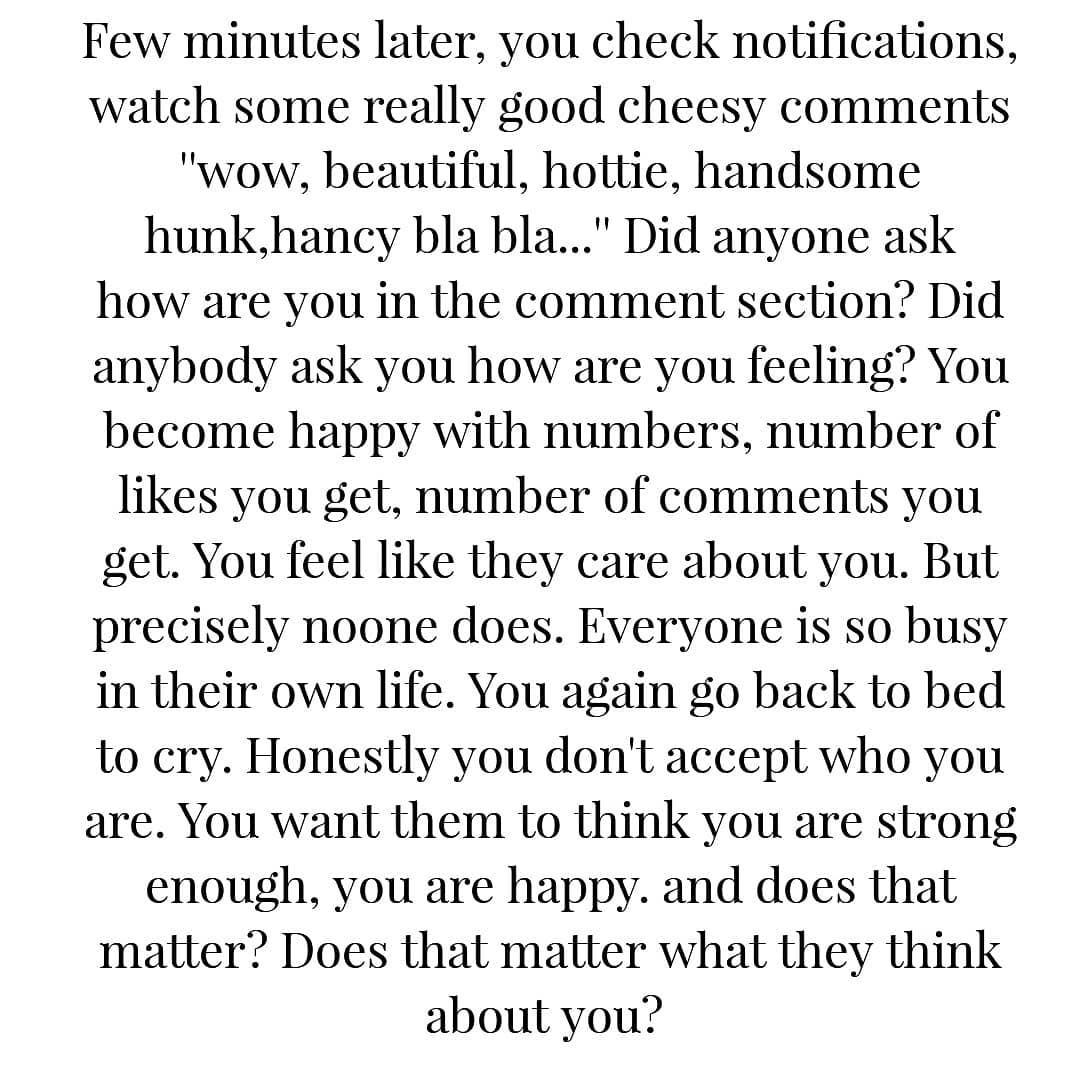 Few minutes later, you check notifications,
watch some really good cheesy comments
"wow, beautiful, hottie, handsome
hunk,hancy bla bla..." Did anyone ask
how are you in the comment section? Did
anybody ask you how are you feeling? You
become happy with numbers, number of
likes you get, number of comments you
get. You feel like they care about you. But
precisely noone does. Everyone is so busy
in their own life. You again go back to bed
to cry. Honestly you don't accept who you
are. You want them to think you are strong
enough, you are happy. and does that
matter? Does that matter what they think
about you?